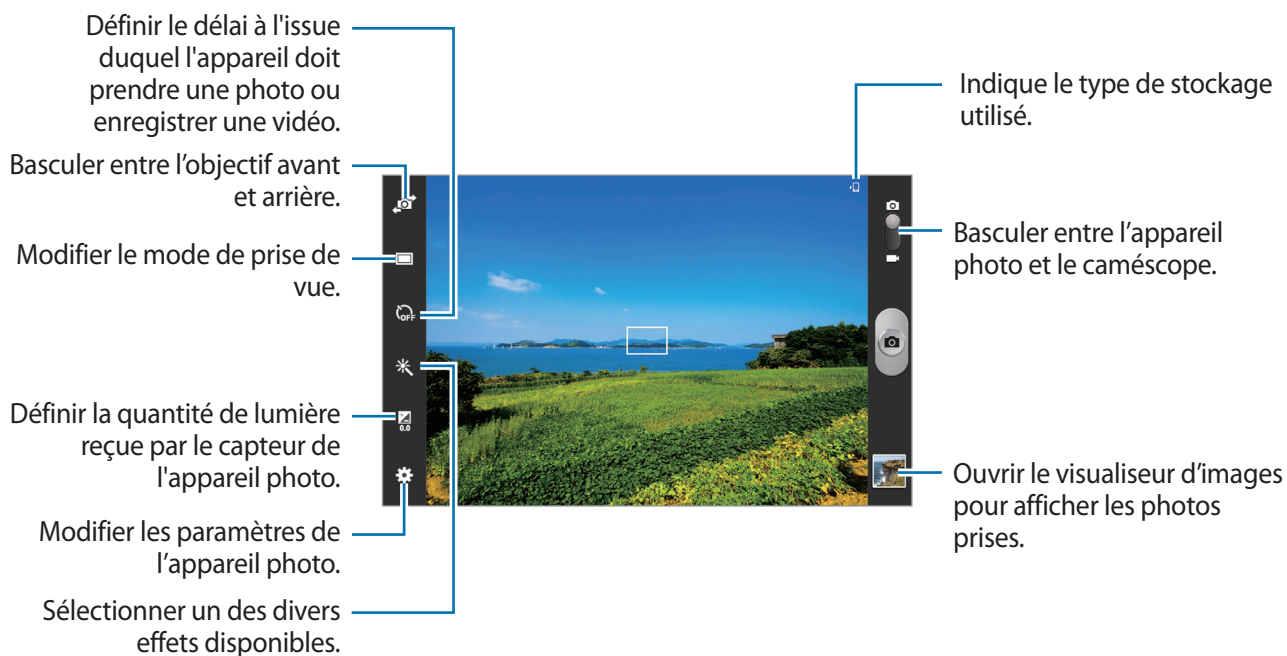 Définir le délai à l'issue
duquel l'appareil doit
prendre une photo ou
enregistrer une vidéo.
Basculer entre l’objectif avant
et arrière.
Modifier le mode de prise de
vue.
OFF
Définir la quantité de lumière
reçue par le capteur de
l'appareil photo.
0.0
Modifier les paramètres de
l’appareil photo.
Sélectionner un des divers
effets disponibles.
Indique le type de stockage
utilisé.
Basculer entre l’appareil
photo et le caméscope.
Ouvrir le visualiseur d’images
pour afficher les photos
prises.